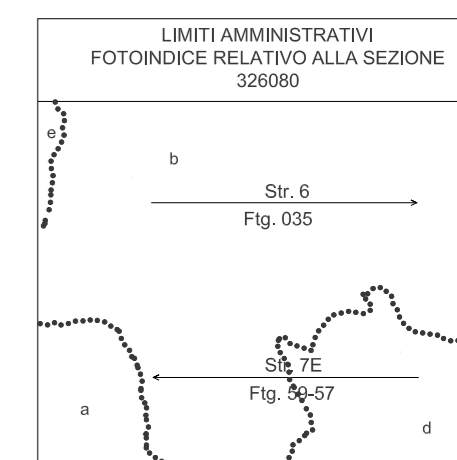 LIMITI AMMINISTRATIVI
FOTOINDICE RELATIVO ALLA SEZIONE
326080
e
b
Str. 6
Ftg. 035
Str. 7E
Ftg. 59-57
a
d